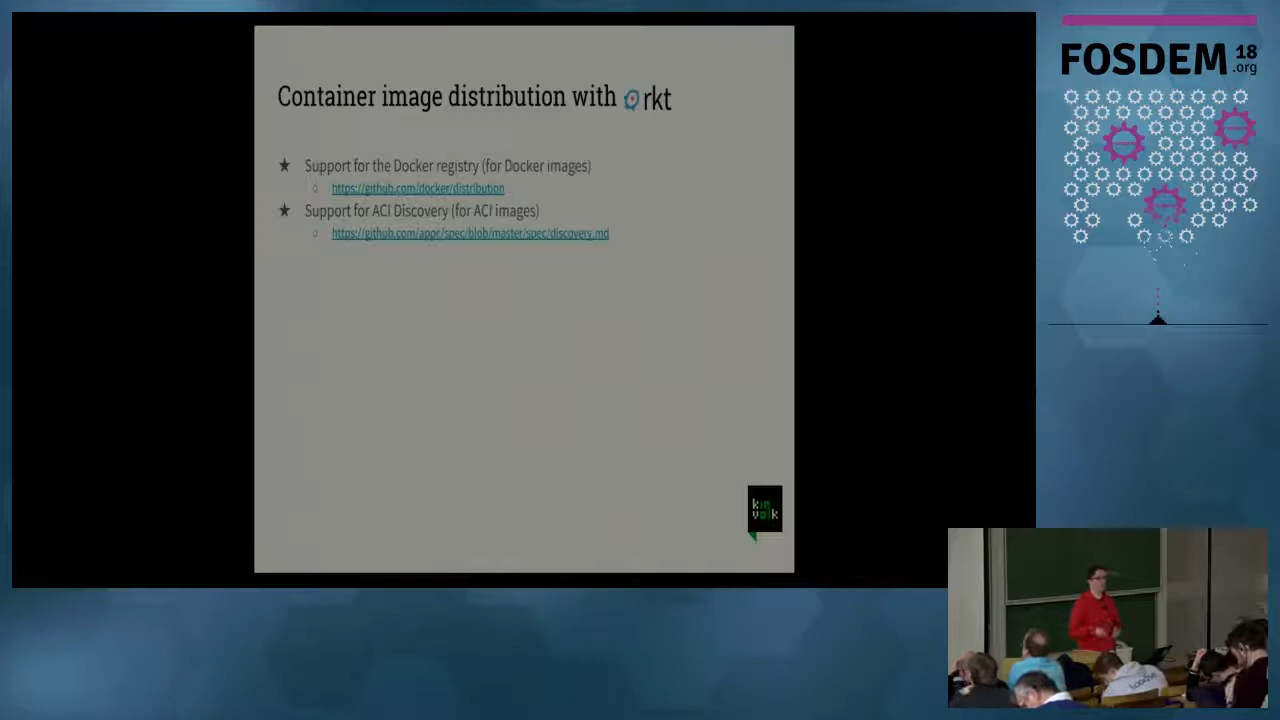 Container image distribution with rkt
★ Support for the Docker registry (for Docker images)
○ https://github.com/docker/distribution
★ Support for ACI Discovery (for ACI images)
○ https://github.com/appc/spec/blob/master/spec/discovery.md
kin
volk
FOSDEM 18
.org